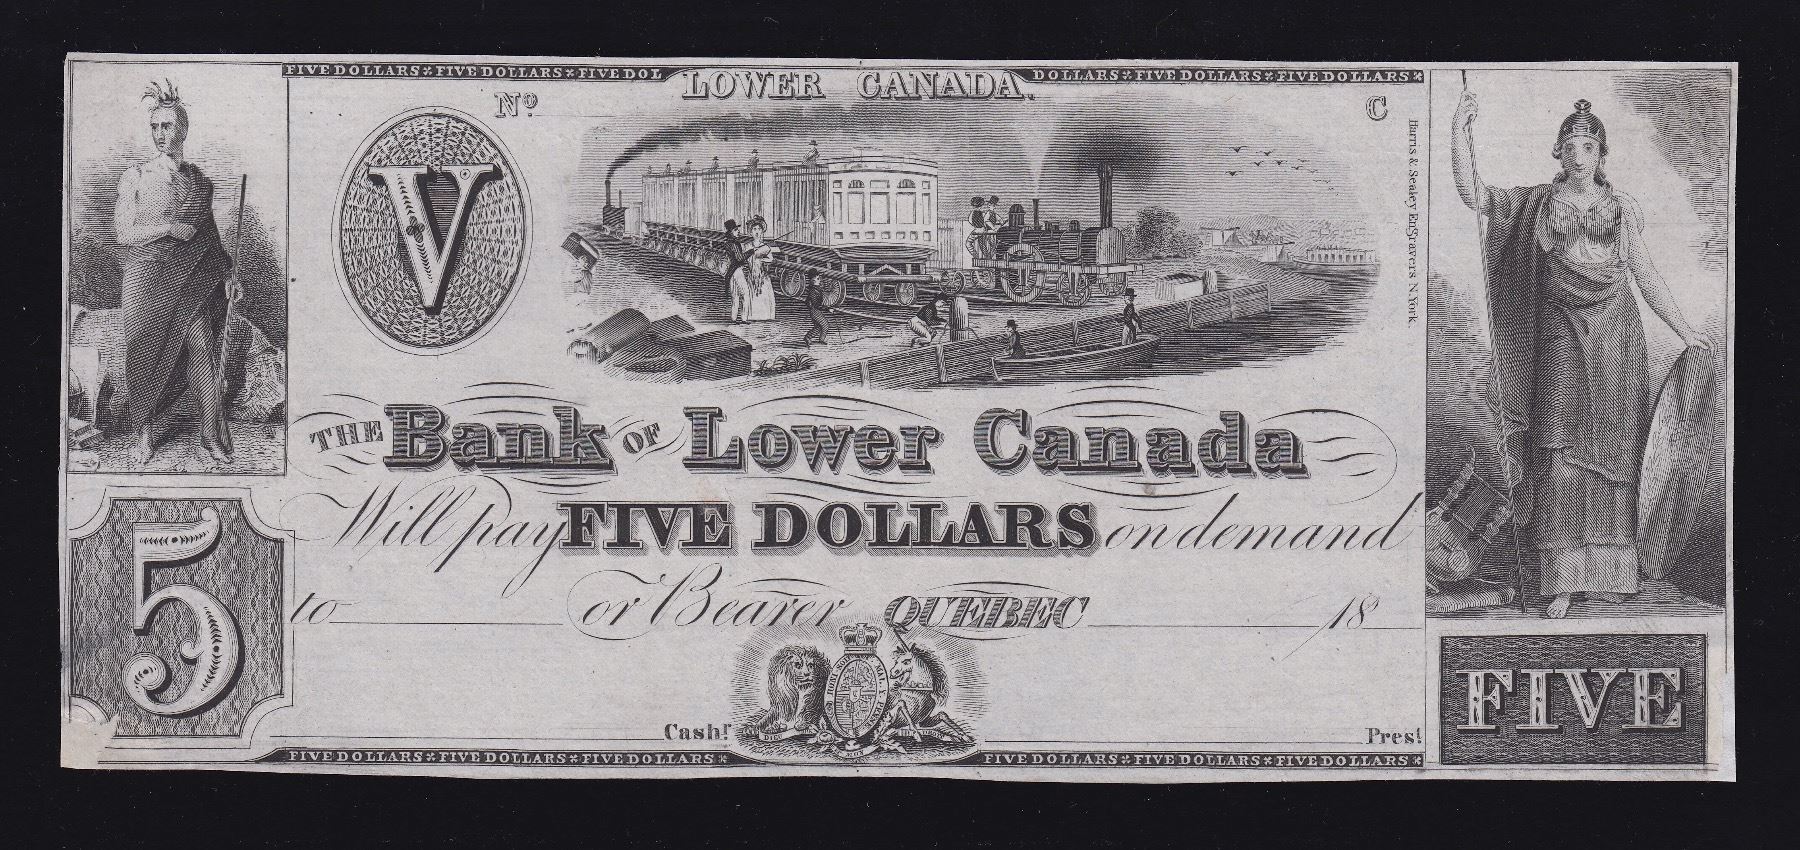 FIVE DOLLARS FIVE DOLLARS FIVE DOL LOWER CANADA. DOLLARS FIVE DOLLARS FIVE DOLLARS
No C
V
Harris & Sealey Engravers N.York.
THE Bank OF Lower Canada
Will pay FIVE DOLLARS on demand
to or Bearer QUEBEC 18
5
FIVE
Cashr Prest
FIVE DOLLARS FIVE DOLLARS FIVE DOLLARS FIVE DOLLARS FIVE DOLLARS FIVE DOLLARS